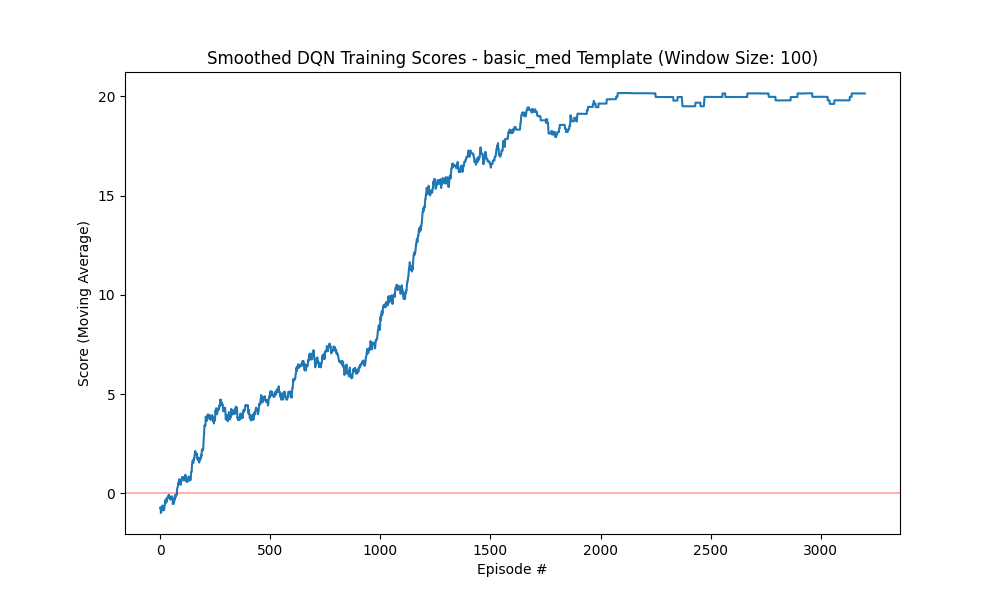 Smoothed DQN Training Scores - basic_med Template (Window Size: 100)
20
15
10
5
0
Score (Moving Average)
0 500 1000 1500 2000 2500 3000
Episode #